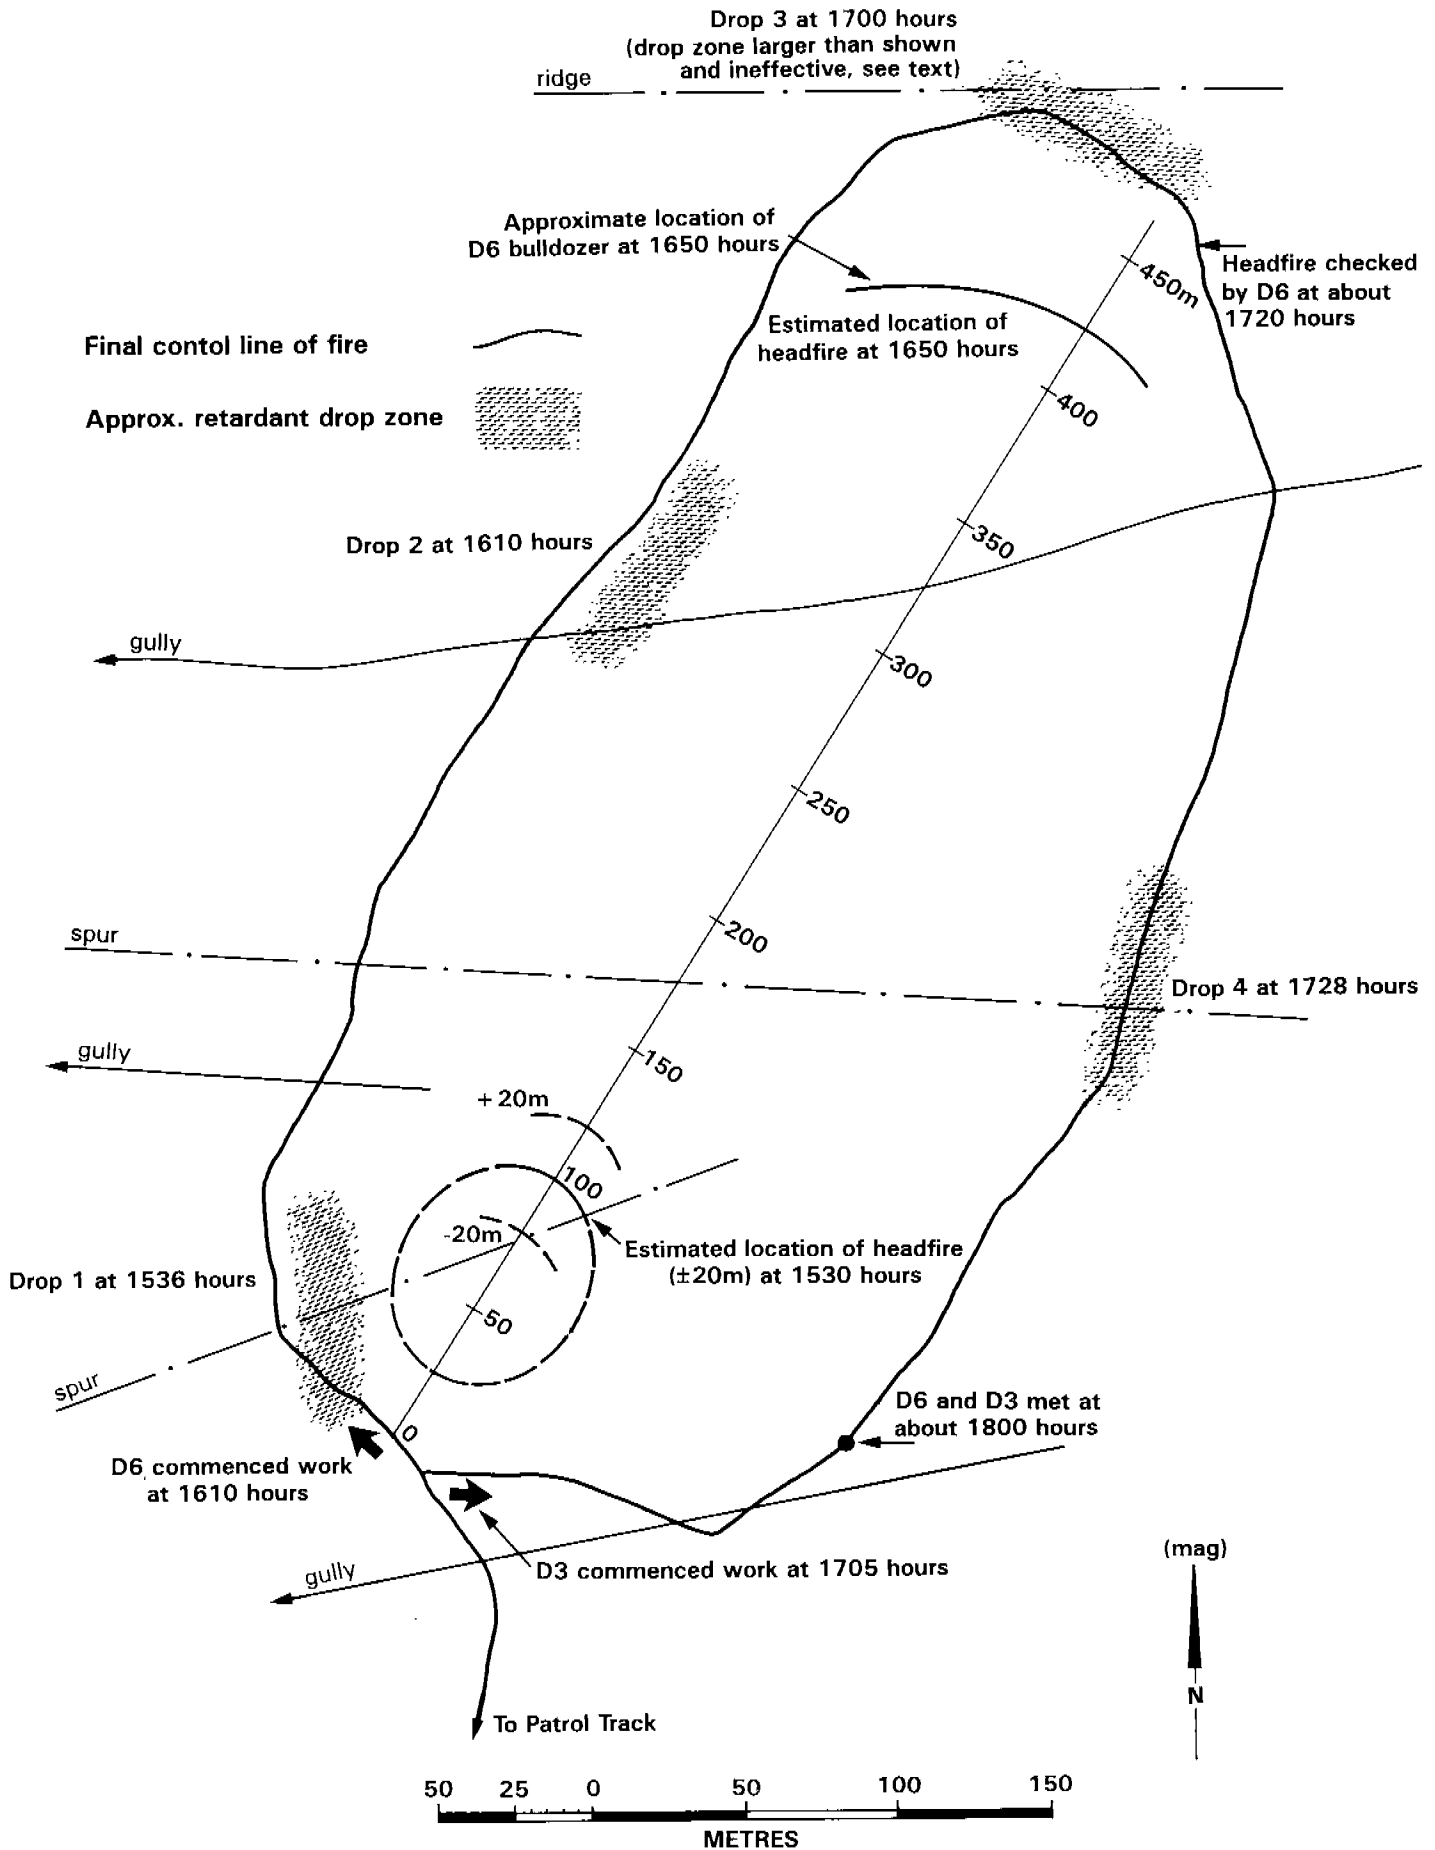 Drop 3 at 1700 hours
(drop zone larger than shown
and ineffective, see text)
ridge
Approximate location of
D6 bulldozer at 1650 hours
Headfire checked
by D6 at about
1720 hours
450m
Estimated location of
headfire at 1650 hours
Final contol line of fire
Approx. retardant drop zone
400
350
Drop 2 at 1610 hours
gully
300
250
200
spur
Drop 4 at 1728 hours
gully
150
+20m
100
-20m
Estimated location of headfire
(±20m) at 1530 hours
Drop 1 at 1536 hours
50
spur
D6 and D3 met at
about 1800 hours
0
D6 commenced work
at 1610 hours
gully
D3 commenced work at 1705 hours
(mag)
N
To Patrol Track
50 25 0 50 100 150
METRES